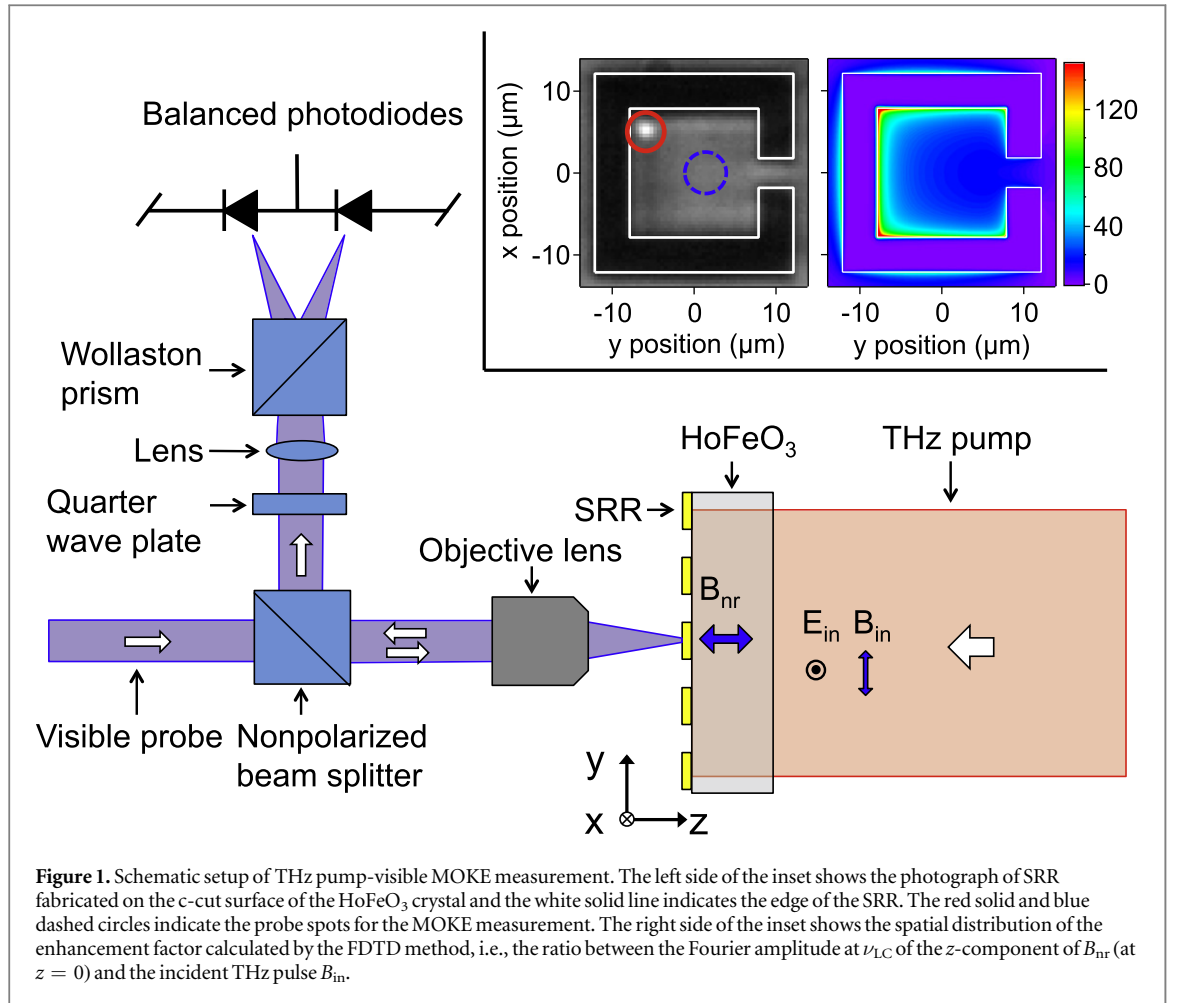 Balanced photodiodes
Wollaston
prism
Lens
Quarter
wave plate
Objective lens
Visible probe
Nonpolarized
beam splitter
SRR
HoFeO₃
THz pump
Bnr
Ein
Bin
y
x
z
x position (µm)
10
0
-10
-10
0
10
y position (µm)
-10
0
10
y position (µm)
120
80
40
0
Figure 1. Schematic setup of THz pump-visible MOKE measurement. The left side of the inset shows the photograph of SRR
fabricated on the c-cut surface of the HoFeO₃ crystal and the white solid line indicates the edge of the SRR. The red solid and blue
dashed circles indicate the probe spots for the MOKE measurement. The right side of the inset shows the spatial distribution of the
enhancement factor calculated by the FDTD method, i.e., the ratio between the Fourier amplitude at νLC of the z-component of Bnr (at
z = 0) and the incident THz pulse Bin.